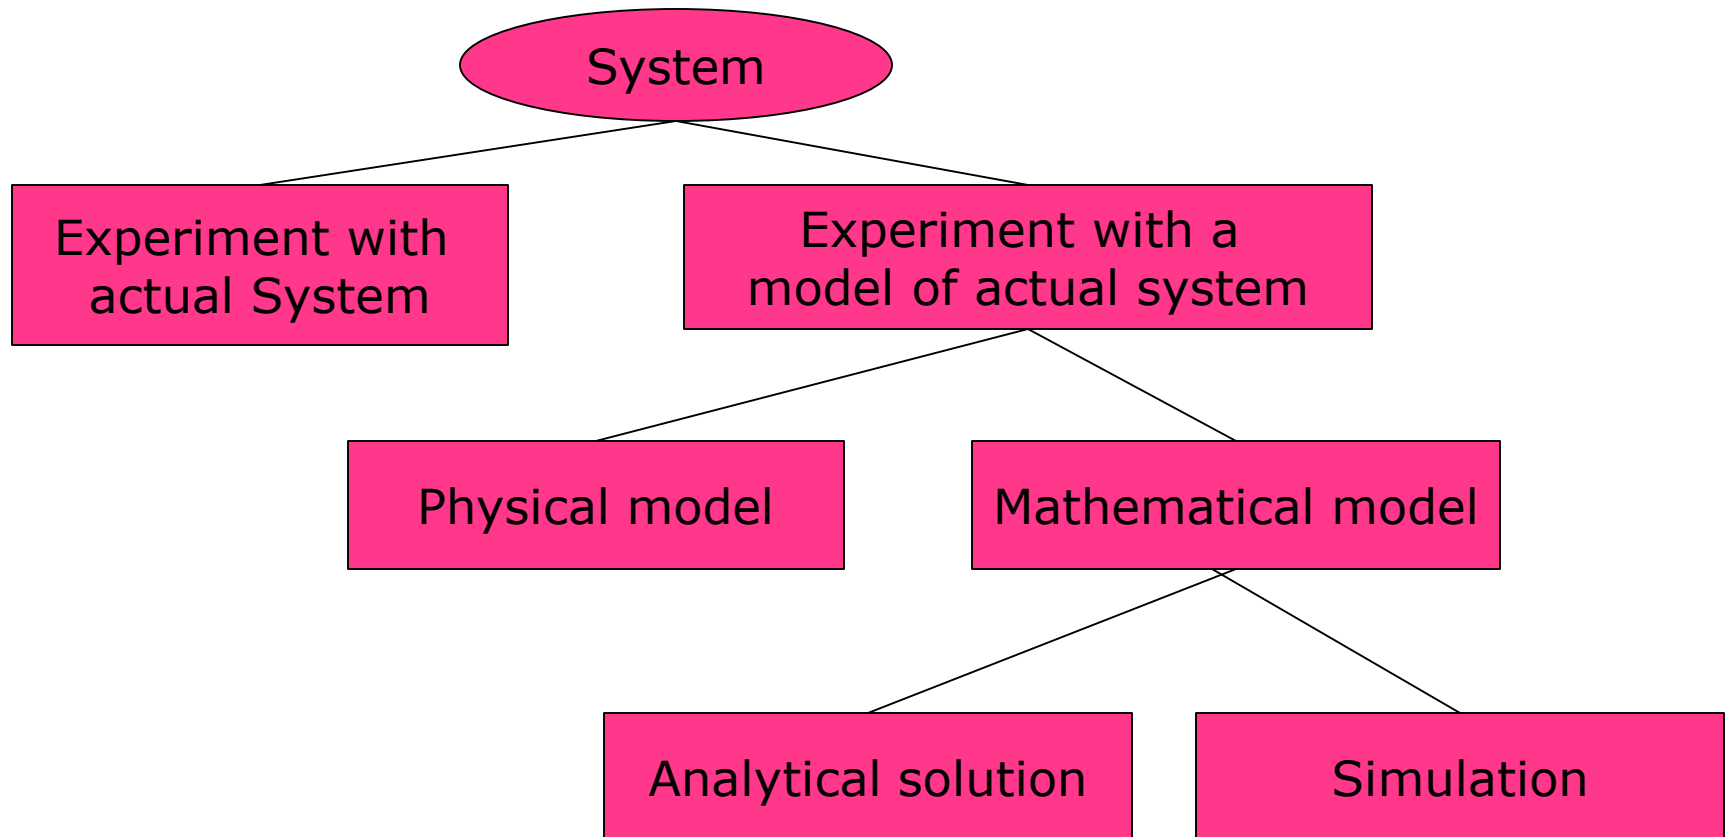 System
Experiment with
actual System
Experiment with a
model of actual system
Physical model
Mathematical model
Analytical solution
Simulation